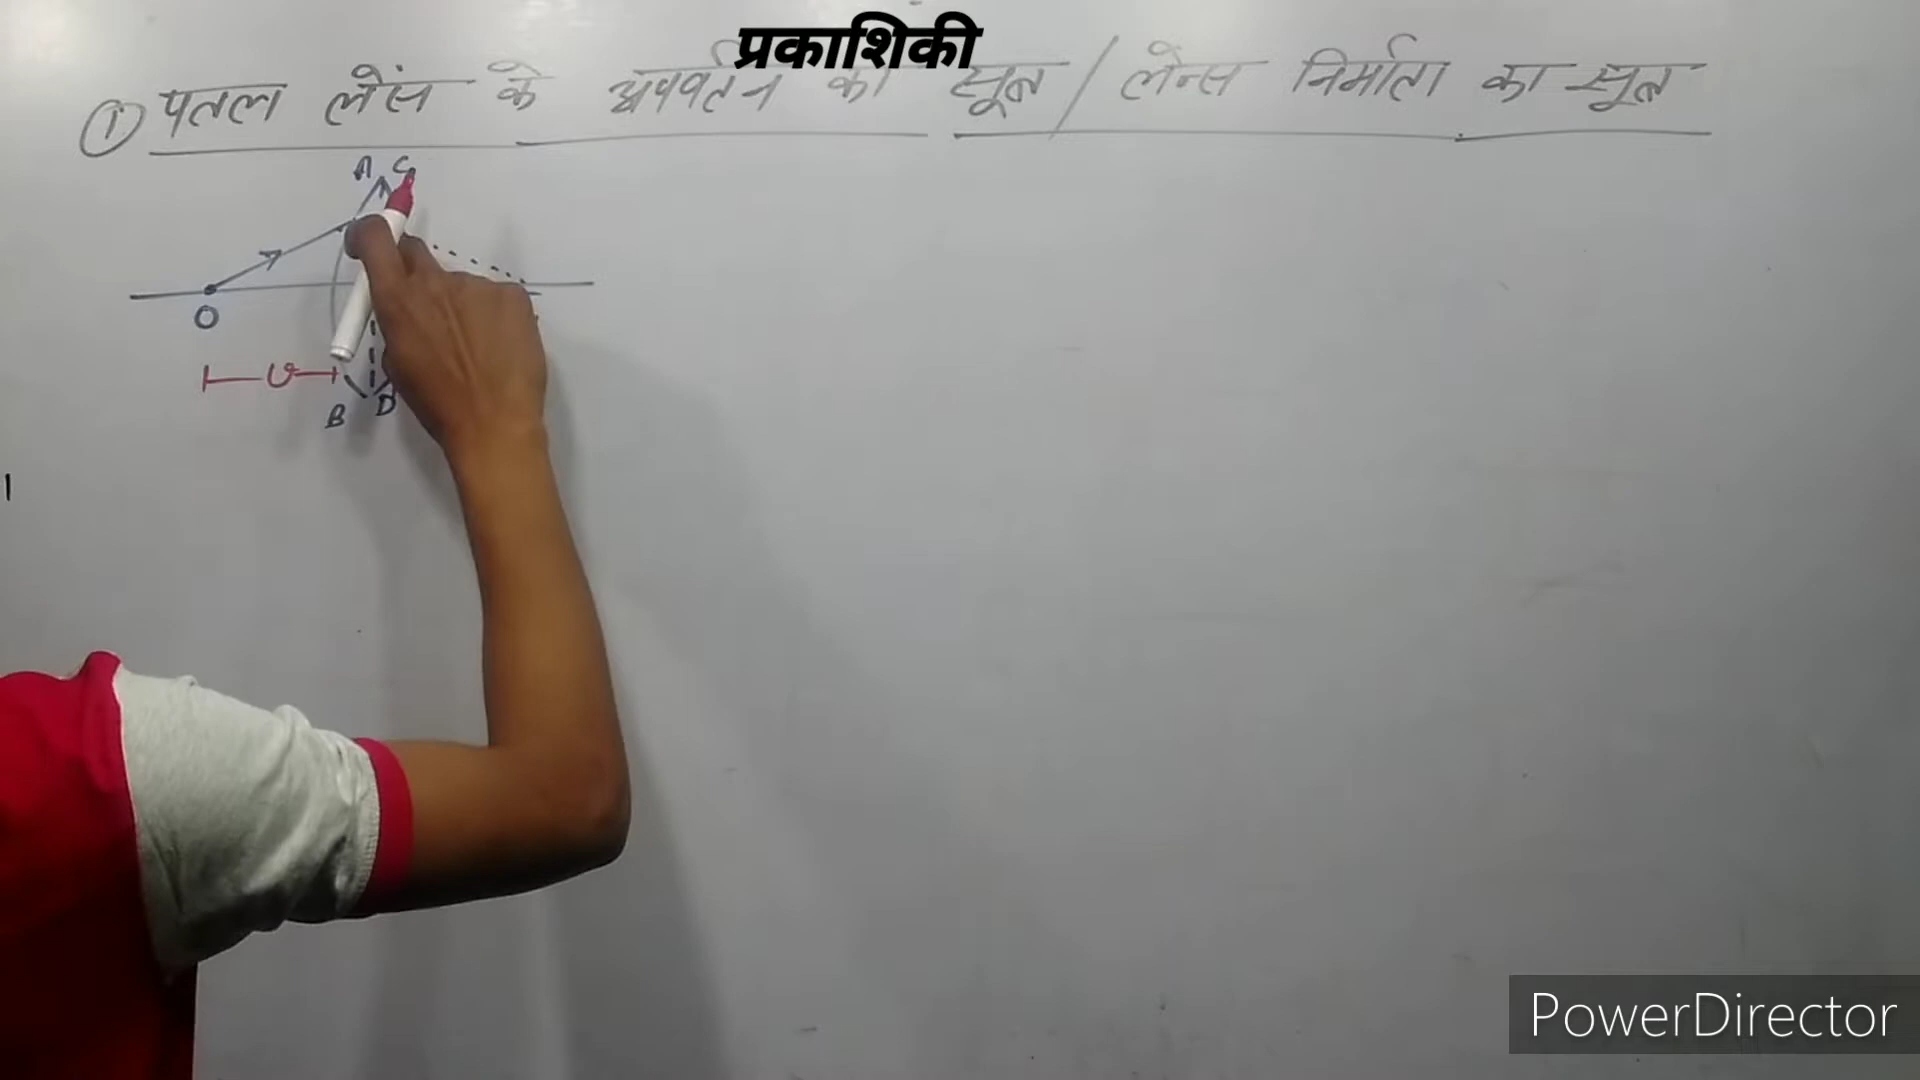 प्रकाशिकी
① पतल लेंस के अपवर्तन का सूत्र / लेन्स निर्माता का सूत्र
A C
O
υ
B D
PowerDirector